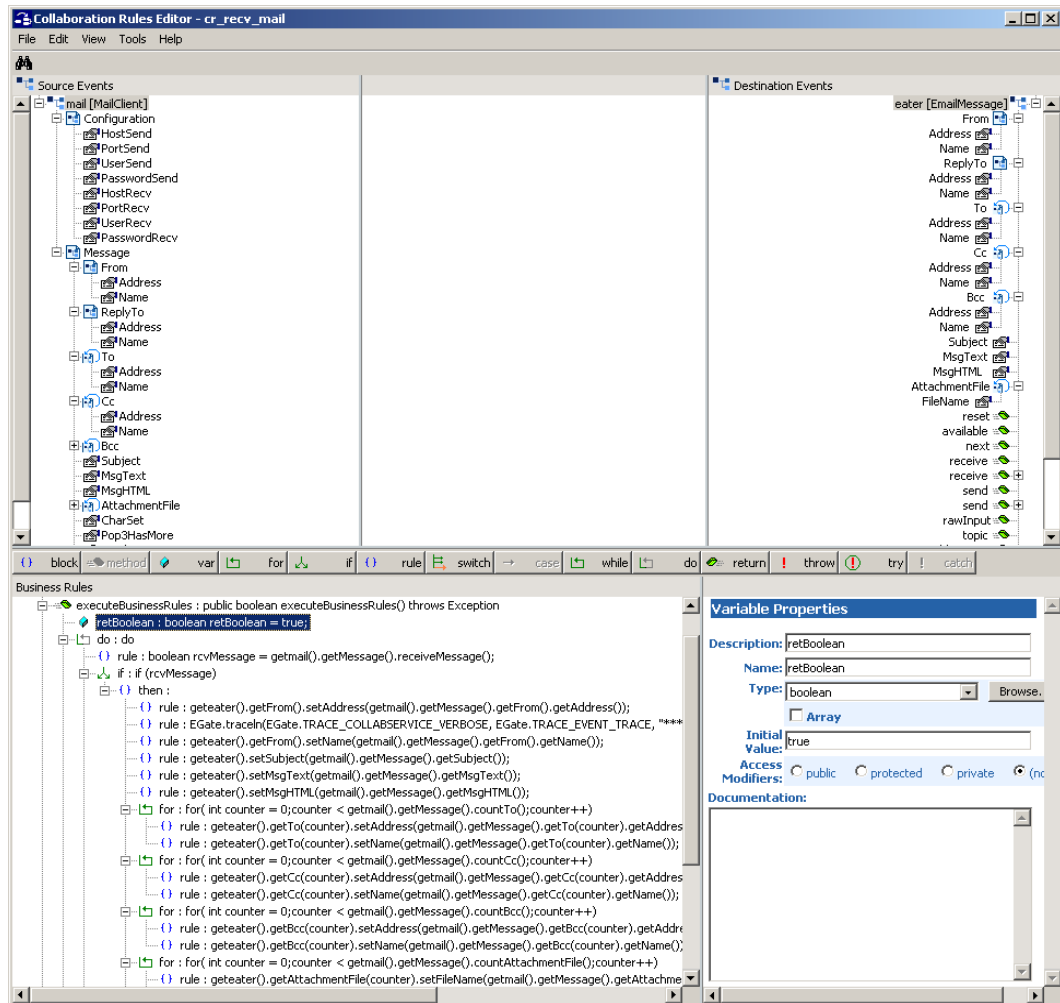 Collaboration Rules Editor - cr_recv_mail
File Edit View Tools Help
Source Events
Destination Events
mail [MailClient]
Configuration
HostSend
PortSend
UserSend
PasswordSend
HostRecv
PortRecv
UserRecv
PasswordRecv
Message
From
Address
Name
ReplyTo
Address
Name
To
Address
Name
Cc
Address
Name
Bcc
Subject
MsgText
MsgHTML
AttachmentFile
CharSet
Pop3HasMore
eater [EmailMessage]
From
Address
Name
ReplyTo
Address
Name
To
Address
Name
Cc
Address
Name
Bcc
Address
Name
Subject
MsgText
MsgHTML
AttachmentFile
FileName
reset
available
next
receive
receive
send
send
rawInput
topic
{} block method var for if {} rule switch case while do return ! throw try ! catch
Business Rules
executeBusinessRules : public boolean executeBusinessRules() throws Exception
retBoolean : boolean retBoolean = true;
do : do
{} rule : boolean rcvMessage = getmail().getMessage().receiveMessage();
if : if (rcvMessage)
{} then :
{} rule : geteater().getFrom().setAddress(getmail().getMessage().getFrom().getAddress());
{} rule : EGate.traceln(EGate.TRACE_COLLABSERVICE_VERBOSE, EGate.TRACE_EVENT_TRACE, "***
{} rule : geteater().getFrom().setName(getmail().getMessage().getFrom().getName());
{} rule : geteater().setSubject(getmail().getMessage().getSubject());
{} rule : geteater().setMsgText(getmail().getMessage().getMsgText());
{} rule : geteater().setMsgHTML(getmail().getMessage().getMsgHTML());
for : for( int counter = 0;counter < getmail().getMessage().countTo();counter++)
{} rule : geteater().getTo(counter).setAddress(getmail().getMessage().getTo(counter).getAddres
{} rule : geteater().getTo(counter).setName(getmail().getMessage().getTo(counter).getName());
for : for( int counter = 0;counter < getmail().getMessage().countCc();counter++)
{} rule : geteater().getCc(counter).setAddress(getmail().getMessage().getCc(counter).getAddres
{} rule : geteater().getCc(counter).setName(getmail().getMessage().getCc(counter).getName());
for : for( int counter = 0;counter < getmail().getMessage().countBcc();counter++)
{} rule : geteater().getBcc(counter).setAddress(getmail().getMessage().getBcc(counter).getAddre
{} rule : geteater().getBcc(counter).setName(getmail().getMessage().getBcc(counter).getName())
for : for( int counter = 0;counter < getmail().getMessage().countAttachmentFile();counter++)
{} rule : geteater().getAttachmentFile(counter).setFileName(getmail().getMessage().getAttachme
Variable Properties
Description: retBoolean
Name: retBoolean
Type: boolean Browse.
Array
Initial
Value: true
Access
Modifiers: public protected private (no
Documentation: